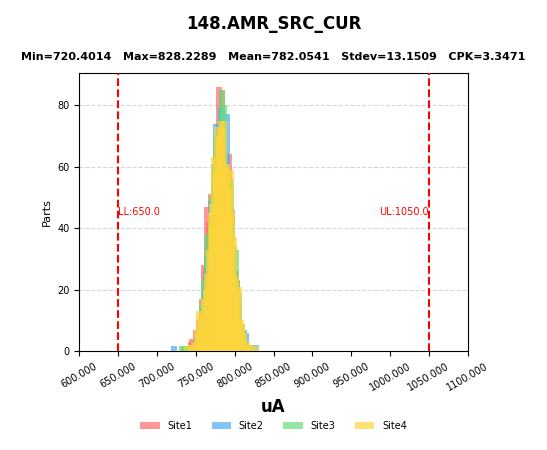 148.AMR_SRC_CUR
Min=720.4014 Max=828.2289 Mean=782.0541 Stdev=13.1509 CPK=3.3471
80
60
40
20
0
Parts
LL:650.0
UL:1050.0
600.000 650.000 700.000 750.000 800.000 850.000 900.000 950.000 1000.000 1050.000 1100.000
uA
Site1 Site2 Site3 Site4